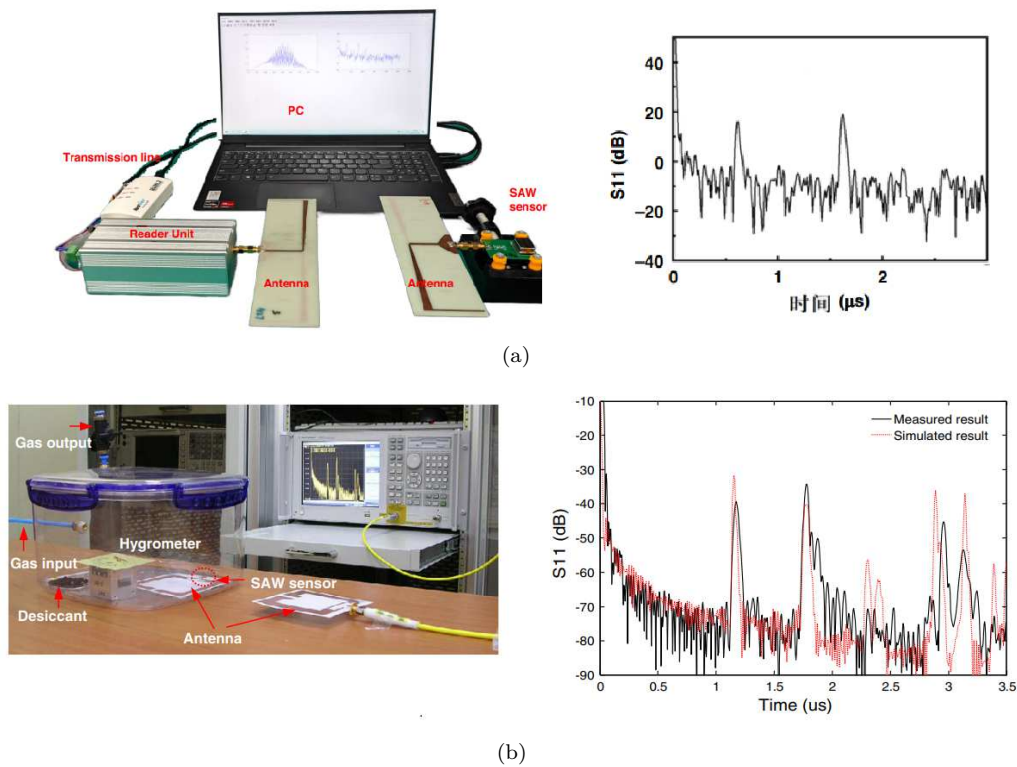 PC
Transmission line
SAW
sensor
Reader Unit
Antenna
Antenna
40
20
0
−20
−40
S11 (dB)
0
1
2
时间 (μs)
(a)
Gas output
Hygrometer
Gas input
SAW sensor
Desiccant
Antenna
-10
-20
-30
-40
-50
-60
-70
-80
-90
S11 (dB)
Measured result
Simulated result
0
0.5
1
1.5
2
2.5
3
3.5
Time (us)
(b)